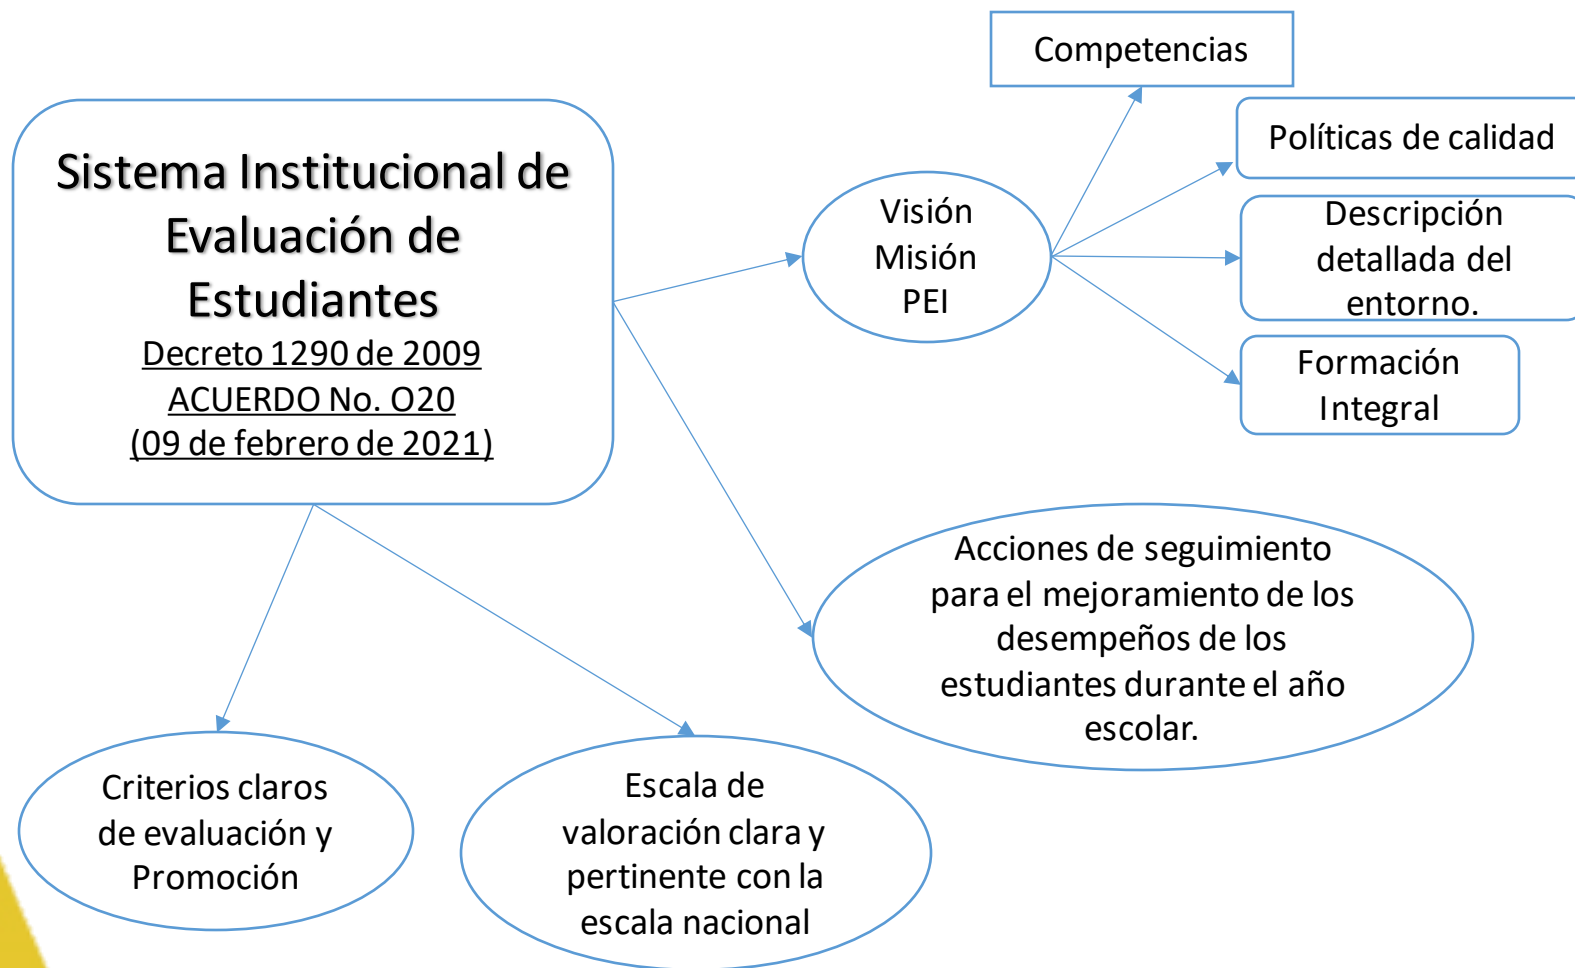 Sistema Institucional de
Evaluación de
Estudiantes
Decreto 1290 de 2009
ACUERDO No. O20
(09 de febrero de 2021)
Visión
Misión
PEI
Competencias
Políticas de calidad
Descripción
detallada del
entorno.
Formación
Integral
Acciones de seguimiento
para el mejoramiento de los
desempeños de los
estudiantes durante el año
escolar.
Criterios claros
de evaluación y
Promoción
Escala de
valoración clara y
pertinente con la
escala nacional